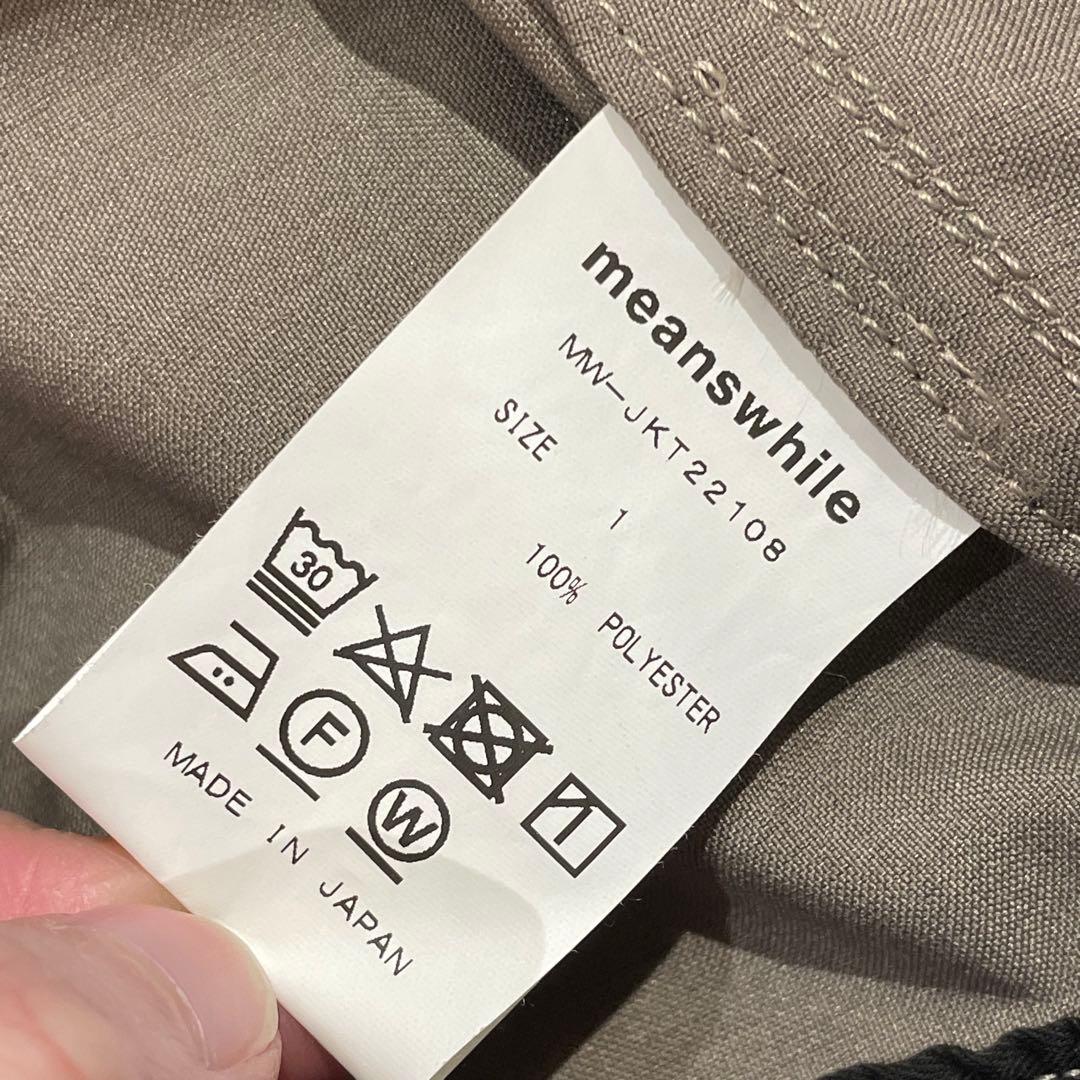 meanswhile
MW-JKT22108
SIZE 1
100% POLYESTER
30
F
W
MADE IN JAPAN